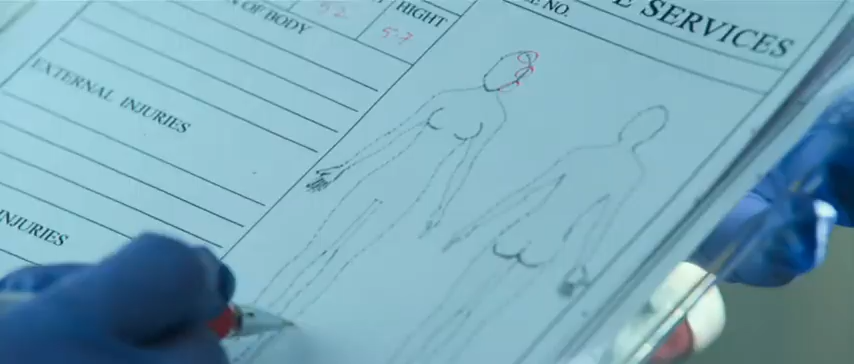 E SERVICES
E NO.
HIGHT
5-7
52
N OF BODY
EXTERNAL INJURIES
INJURIES